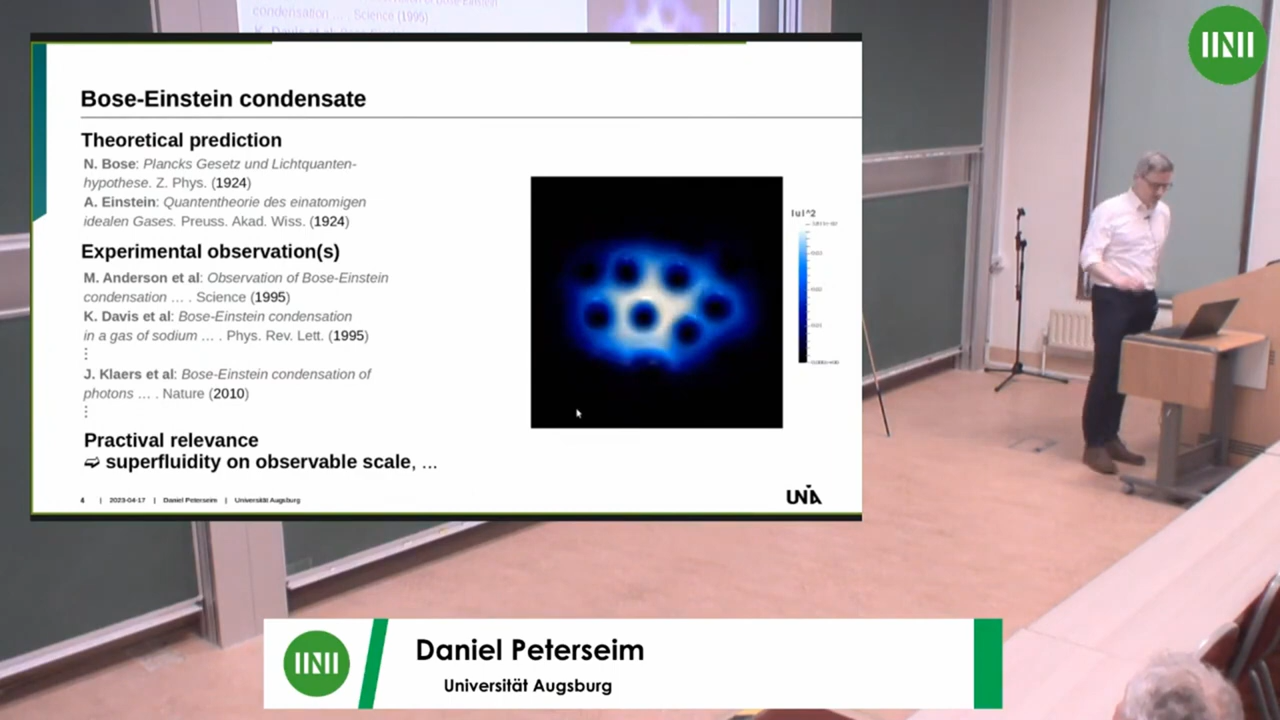 condensation ... . Science (1995)
Bose-Einstein condensate
Theoretical prediction
N. Bose: Plancks Gesetz und Lichtquanten-
hypothese. Z. Phys. (1924)
A. Einstein: Quantentheorie des einatomigen
idealen Gases. Preuss. Akad. Wiss. (1924)
Experimental observation(s)
M. Anderson et al: Observation of Bose-Einstein
condensation ... . Science (1995)
K. Davis et al: Bose-Einstein condensation
in a gas of sodium ... . Phys. Rev. Lett. (1995)
⋮
J. Klaers et al: Bose-Einstein condensation of
photons ... . Nature (2010)
⋮
Practival relevance
➫ superfluidity on observable scale, ...
|u|^2
4 | 2023-04-17 | Daniel Peterseim | Universität Augsburg
UNA
Daniel Peterseim
Universität Augsburg